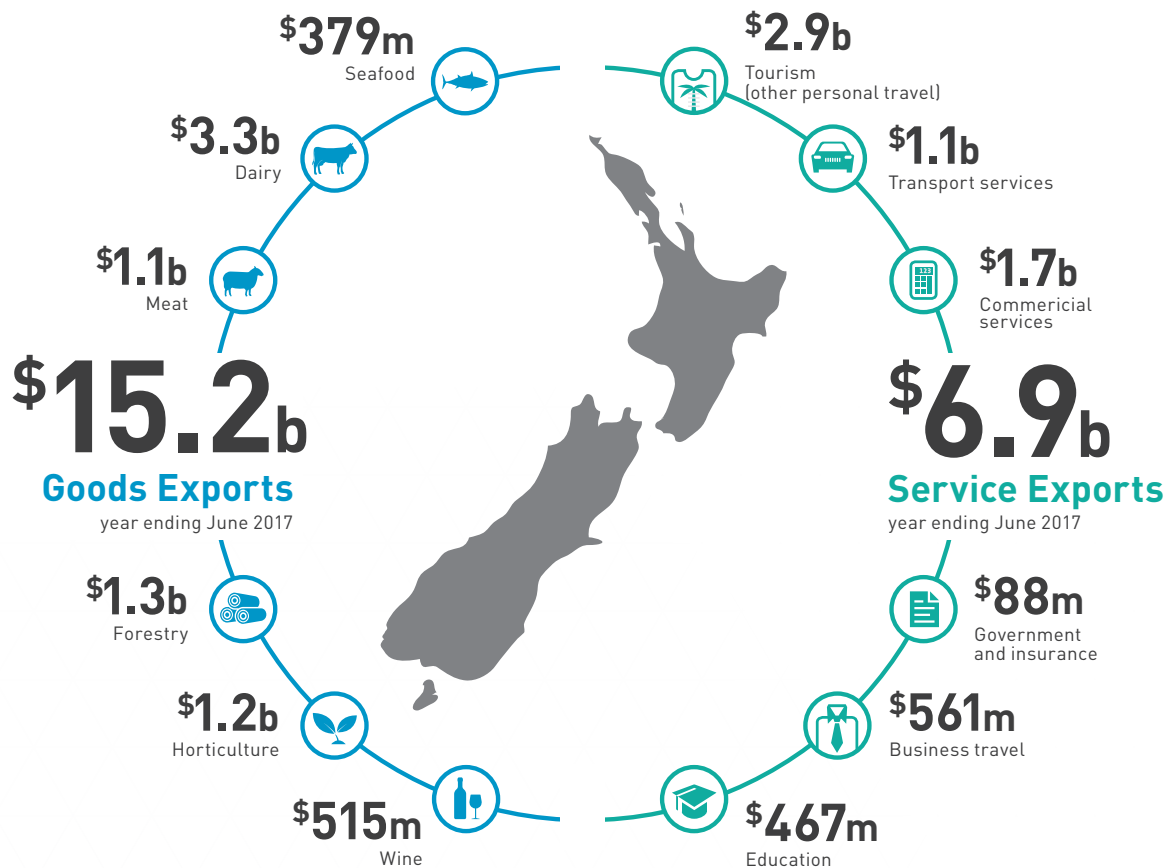 $379m
Seafood
$3.3b
Dairy
$1.1b
Meat
$15.2b
Goods Exports
year ending June 2017
$1.3b
Forestry
$1.2b
Horticulture
$515m
Wine
$2.9b
Tourism
(other personal travel)
$1.1b
Transport services
123
$1.7b
Commericial
services
$6.9b
Service Exports
year ending June 2017
$88m
Government
and insurance
$561m
Business travel
$467m
Education